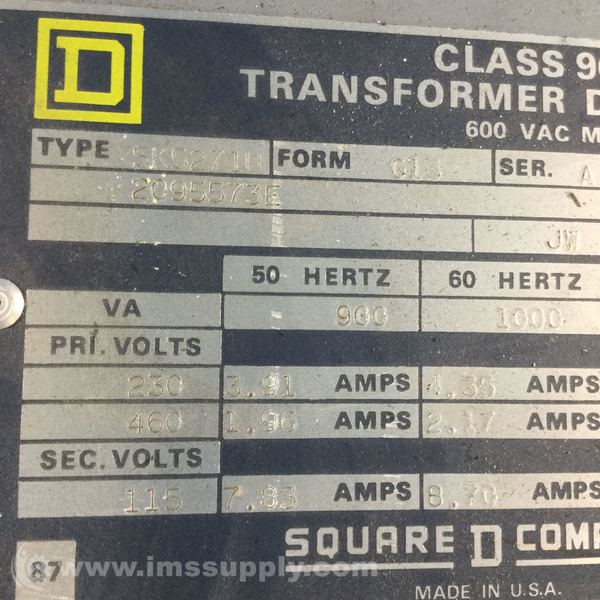 D
CLASS 90
TRANSFORMER D
600 VAC M
TYPE FORM G13 SER. A
2095573E
JW
50 HERTZ 60 HERTZ
VA 900 1000
PRI. VOLTS
230 3.91 AMPS 4.35 AMPS
460 1.96 AMPS 2.17 AMPS
SEC. VOLTS
115 7.83 AMPS 8.70 AMPS
SQUARE D COMP
87
www.imssupply.com
MADE IN U.S.A.